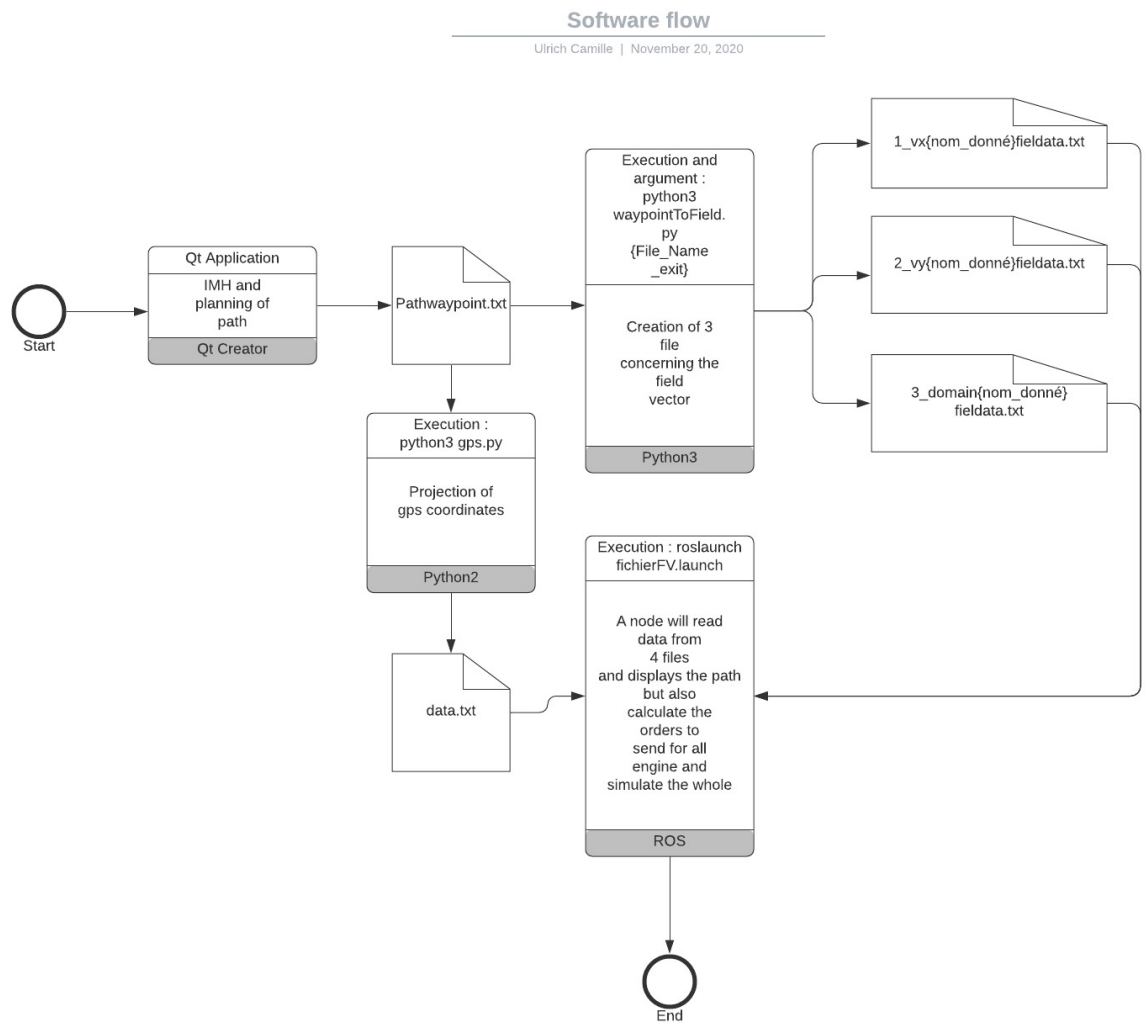 Software flow
Ulrich Camille | November 20, 2020
Start
Qt Application
IMH and
planning of
path
Qt Creator
Pathwaypoint.txt
Execution and
argument :
python3
waypointToField.
py
{File_Name
_exit}
Creation of 3
file
concerning the
field
vector
Python3
1_vx{nom_donné}fieldata.txt
2_vy{nom_donné}fieldata.txt
3_domain{nom_donné}
fieldata.txt
Execution :
python3 gps.py
Projection of
gps coordinates
Python2
data.txt
Execution : roslaunch
fichierFV.launch
A node will read
data from
4 files
and displays the path
but also
calculate the
orders to
send for all
engine and
simulate the whole
ROS
End